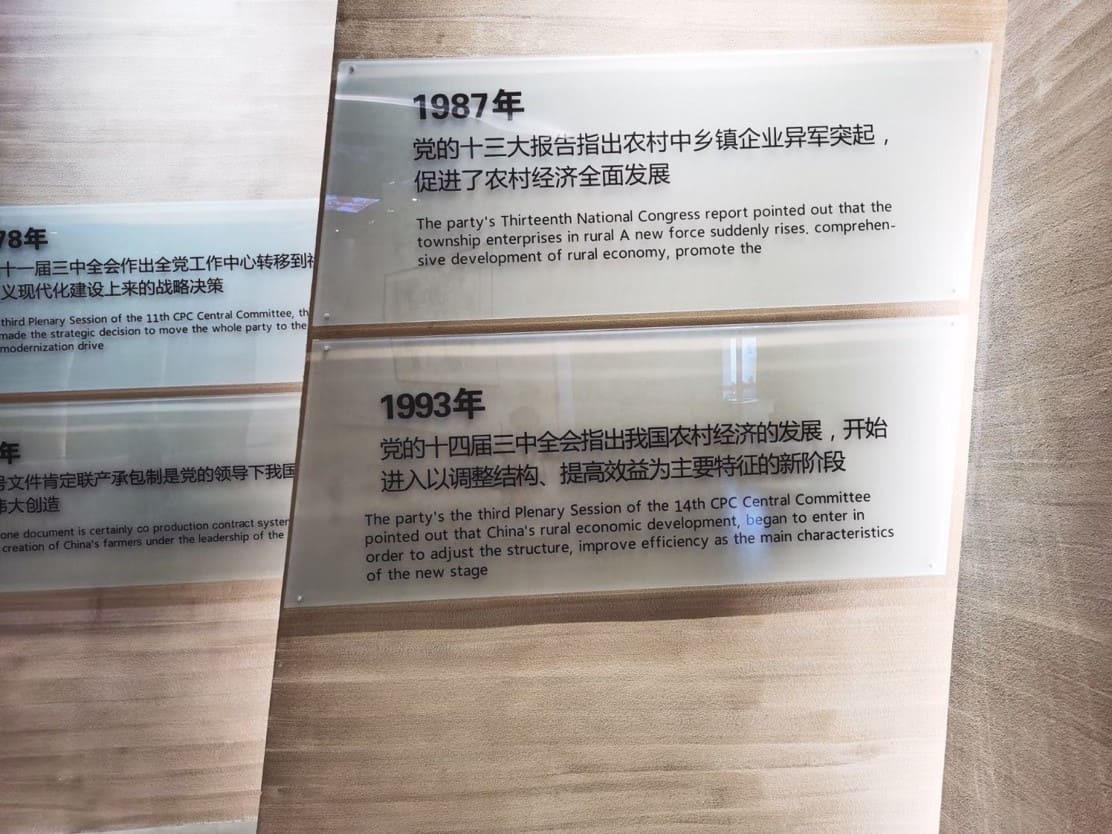 78年
十一届三中全会作出全党工作中心转移到社
义现代化建设上来的战略决策
third Plenary Session of the 11th CPC Central Committee, th
made the strategic decision to move the whole party to the
modernization drive
年
号文件肯定联产承包制是党的领导下我国
伟大创造
one document is certainly co production contract system
creation of China's farmers under the leadership of the
1987年
党的十三大报告指出农村中乡镇企业异军突起，
促进了农村经济全面发展
The party's Thirteenth National Congress report pointed out that the
township enterprises in rural A new force suddenly rises. comprehen-
sive development of rural economy, promote the
1993年
党的十四届三中全会指出我国农村经济的发展，开始
进入以调整结构、提高效益为主要特征的新阶段
The party's the third Plenary Session of the 14th CPC Central Committee
pointed out that China's rural economic development, began to enter in
order to adjust the structure, improve efficiency as the main characteristics
of the new stage